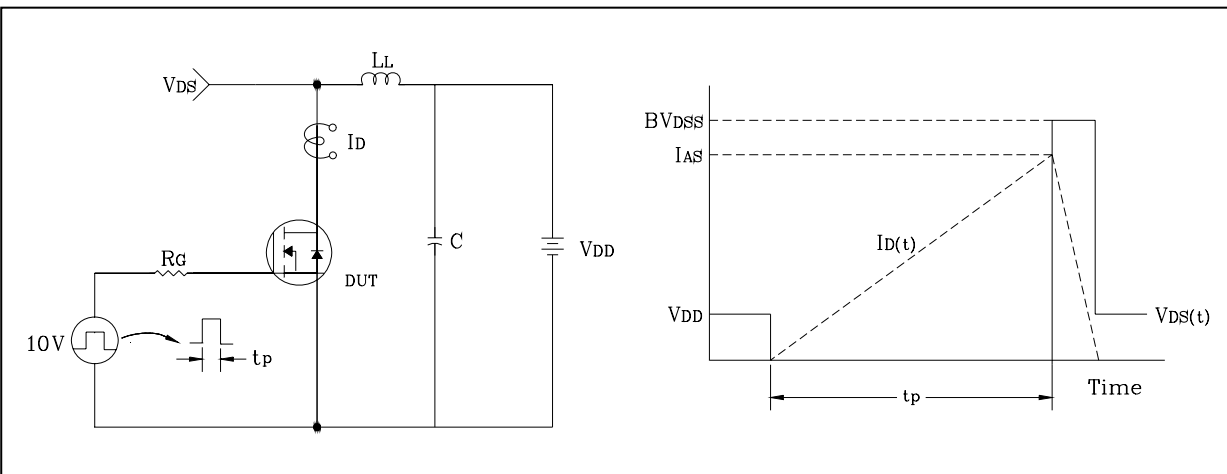 LL
VDS
ID
RG
DUT
C
VDD
10V
tp
BVDSS
IAS
ID(t)
VDD
VDS(t)
Time
tp